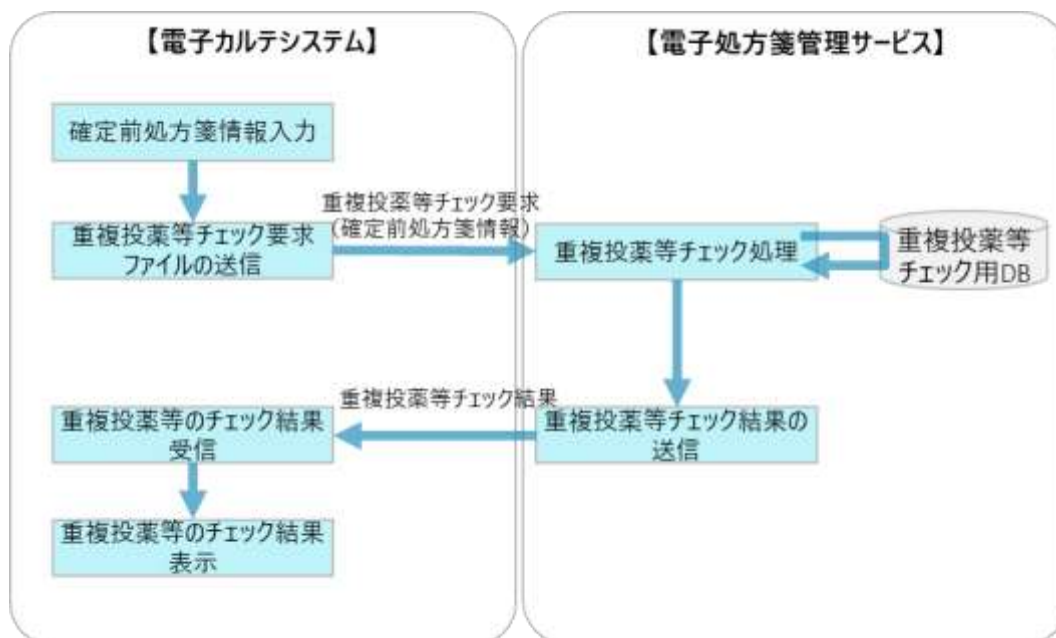 【電子カルテシステム】
【電子処方箋管理サービス】
確定前処方箋情報入力
重複投薬等チェック要求
ファイルの送信
重複投薬等チェック要求
(確定前処方箋情報)
重複投薬等チェック処理
重複投薬等
チェック用DB
重複投薬等チェック結果の
送信
重複投薬等チェック結果
重複投薬等のチェック結果
受信
重複投薬等のチェック結果
表示